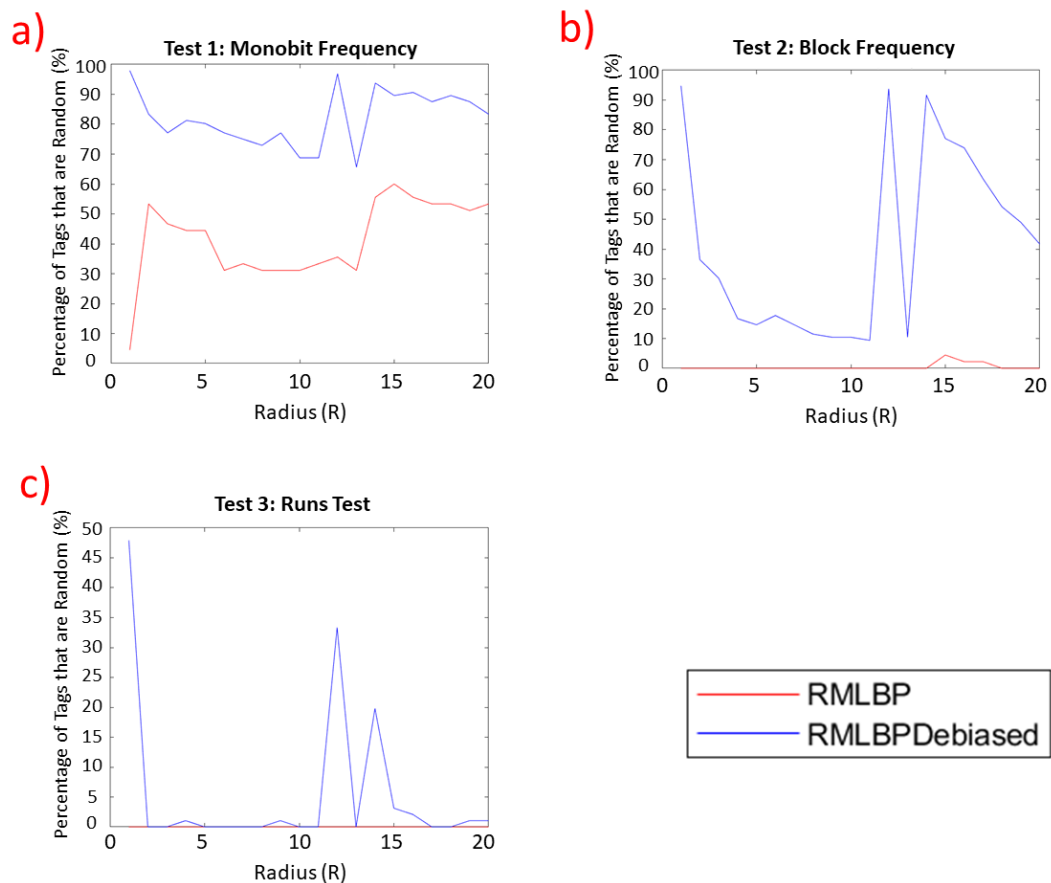 a)
Test 1: Monobit Frequency
Percentage of Tags that are Random (%)
100
90
80
70
60
50
40
30
20
10
0
0 5 10 15 20
Radius (R)
b)
Test 2: Block Frequency
Percentage of Tags that are Random (%)
100
90
80
70
60
50
40
30
20
10
0
0 5 10 15 20
Radius (R)
c)
Test 3: Runs Test
Percentage of Tags that are Random (%)
50
45
40
35
30
25
20
15
10
5
0
0 5 10 15 20
Radius (R)
RMLBP
RMLBPDebiased